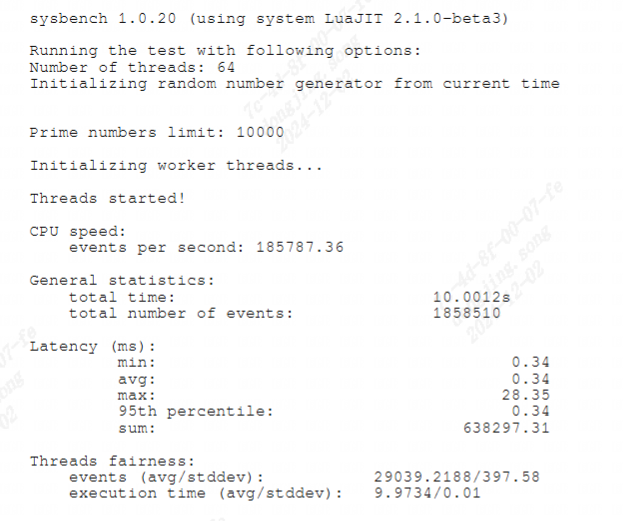 sysbench 1.0.20 (using system LuaJIT 2.1.0-beta3)
Running the test with following options:
Number of threads: 64
Initializing random number generator from current time
Prime numbers limit: 10000
Initializing worker threads...
Threads started!
CPU speed:
events per second: 185787.36
General statistics:
total time: 10.0012s
total number of events: 1858510
Latency (ms):
min: 0.34
avg: 0.34
max: 28.35
95th percentile: 0.34
sum: 638297.31
Threads fairness:
events (avg/stddev): 29039.2188/397.58
execution time (avg/stddev): 9.9734/0.01